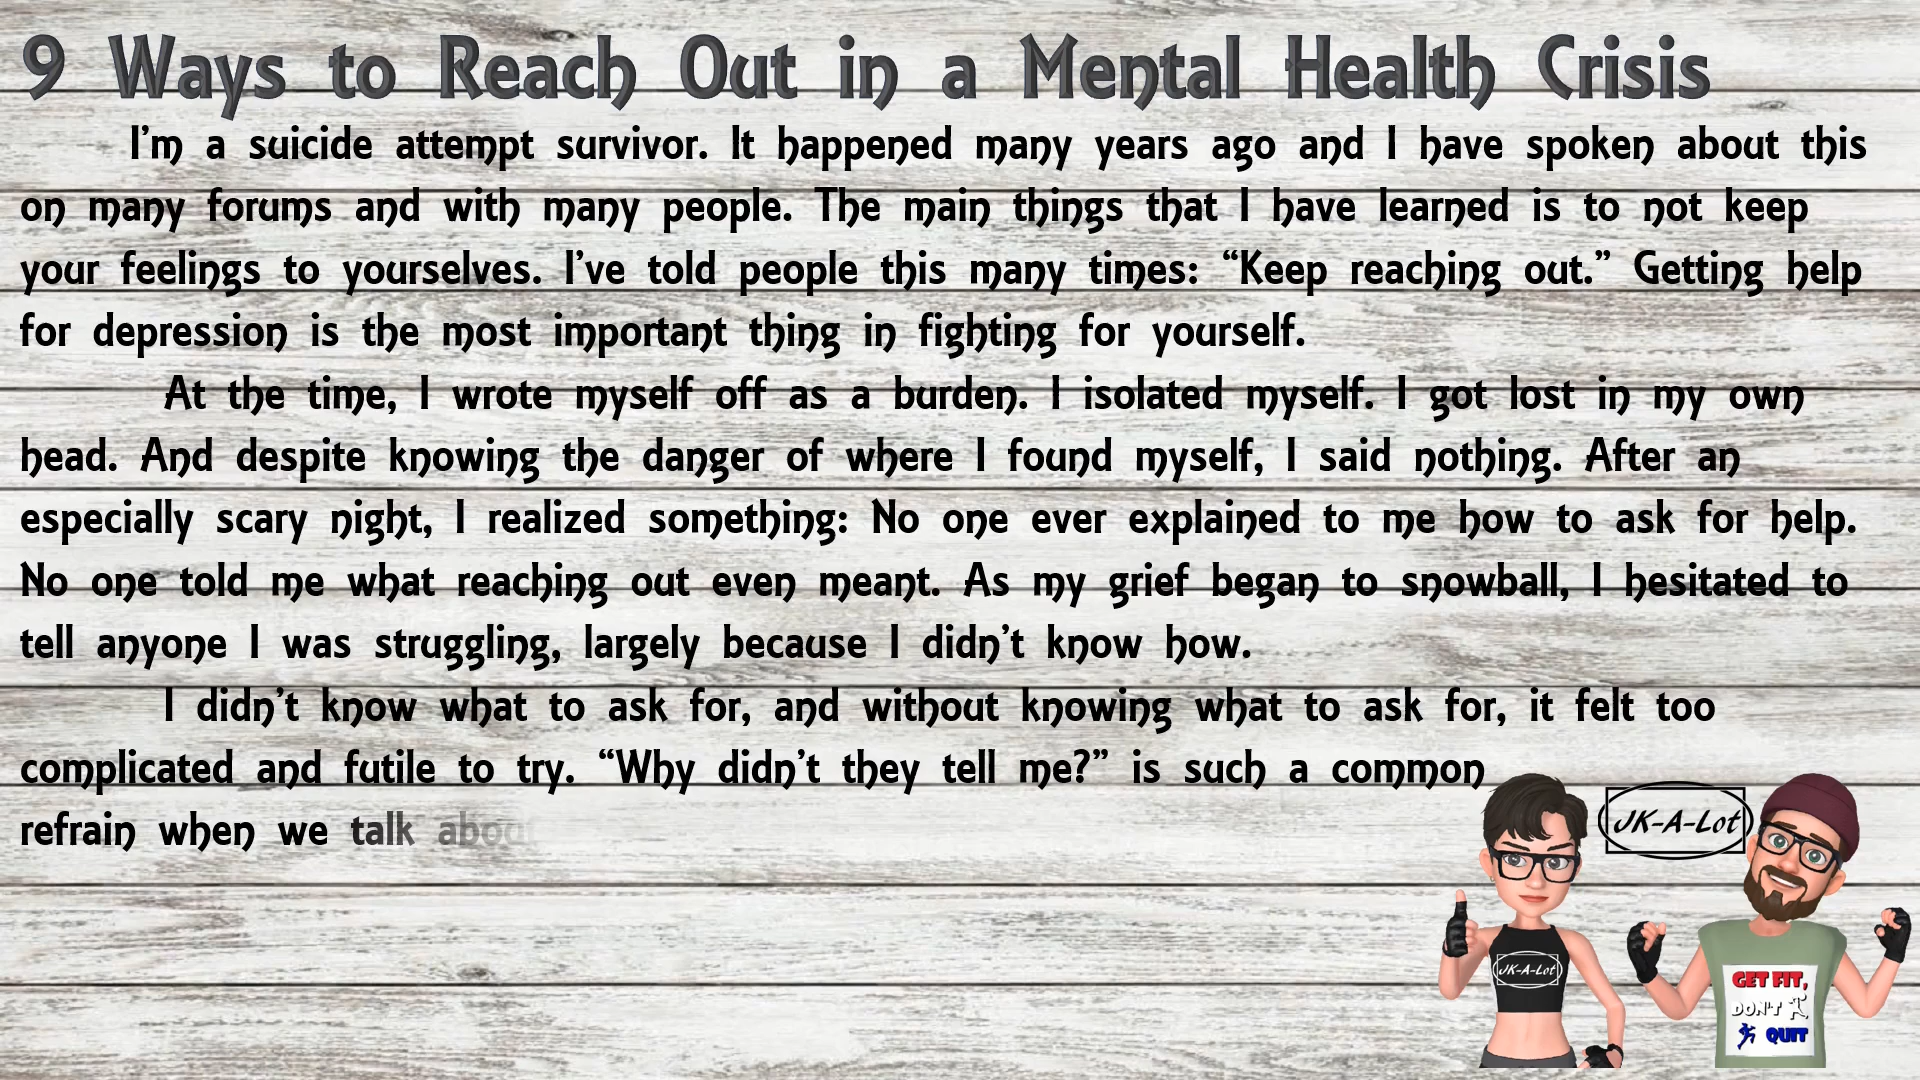 9 Ways to Reach Out in a Mental Health Crisis
I’m a suicide attempt survivor. It happened many years ago and I have spoken about this
on many forums and with many people. The main things that I have learned is to not keep
your feelings to yourselves. I’ve told people this many times: “Keep reaching out.” Getting help
for depression is the most important thing in fighting for yourself.
At the time, I wrote myself off as a burden. I isolated myself. I got lost in my own
head. And despite knowing the danger of where I found myself, I said nothing. After an
especially scary night, I realized something: No one ever explained to me how to ask for help.
No one told me what reaching out even meant. As my grief began to snowball, I hesitated to
tell anyone I was struggling, largely because I didn’t know how.
I didn’t know what to ask for, and without knowing what to ask for, it felt too
complicated and futile to try. “Why didn’t they tell me?” is such a common
refrain when we talk about
JK-A-Lot
JK-A-Lot
GET FIT,
DON'T
QUIT